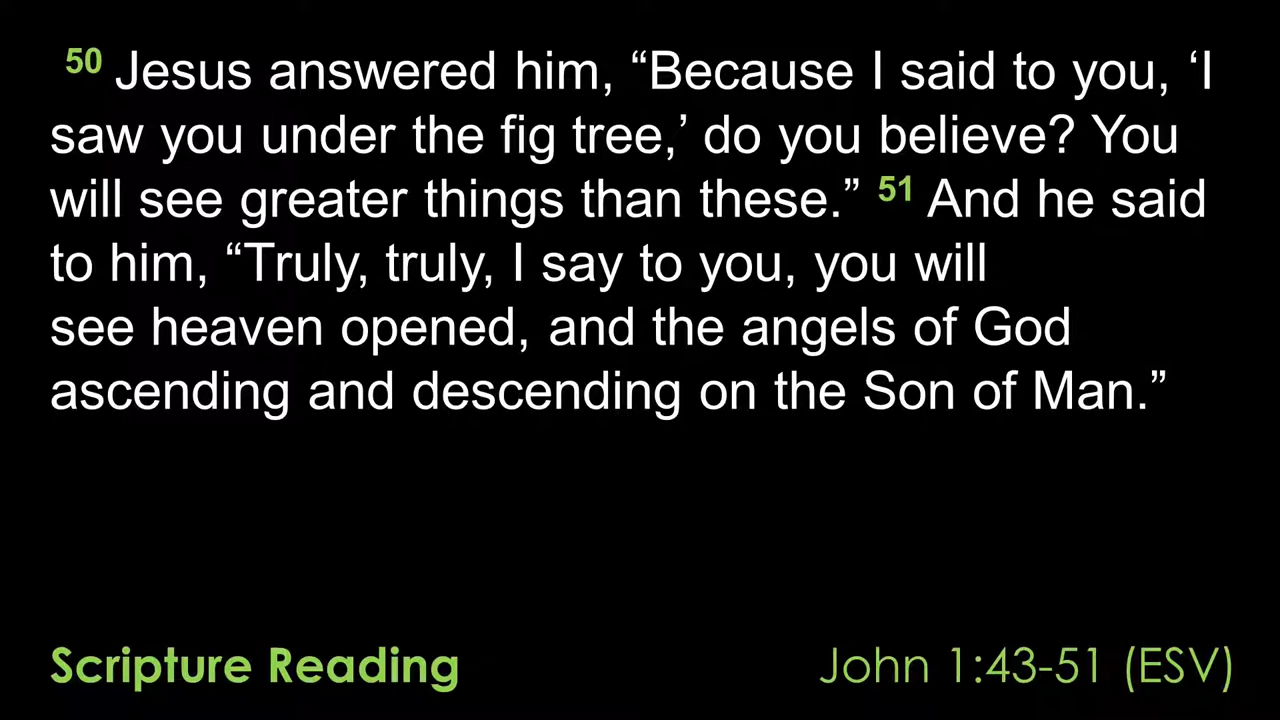 50 Jesus answered him, “Because I said to you, ‘I
saw you under the fig tree,’ do you believe? You
will see greater things than these.” 51 And he said
to him, “Truly, truly, I say to you, you will
see heaven opened, and the angels of God
ascending and descending on the Son of Man.”
Scripture Reading
John 1:43-51 (ESV)